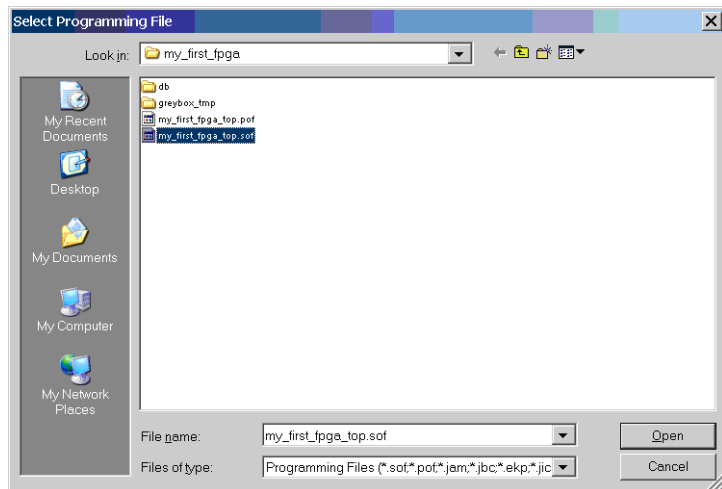 Select Programming File
Look in:
my_first_fpga
My Recent
Documents
Desktop
My Documents
My Computer
My Network
Places
db
greybox_tmp
my_first_fpga_top.pof
my_first_fpga_top.sof
File name:
my_first_fpga_top.sof
Open
Files of type:
Programming Files (*.sof;*.pof;*.jam;*.jbc;*.ekp;*.jic
Cancel